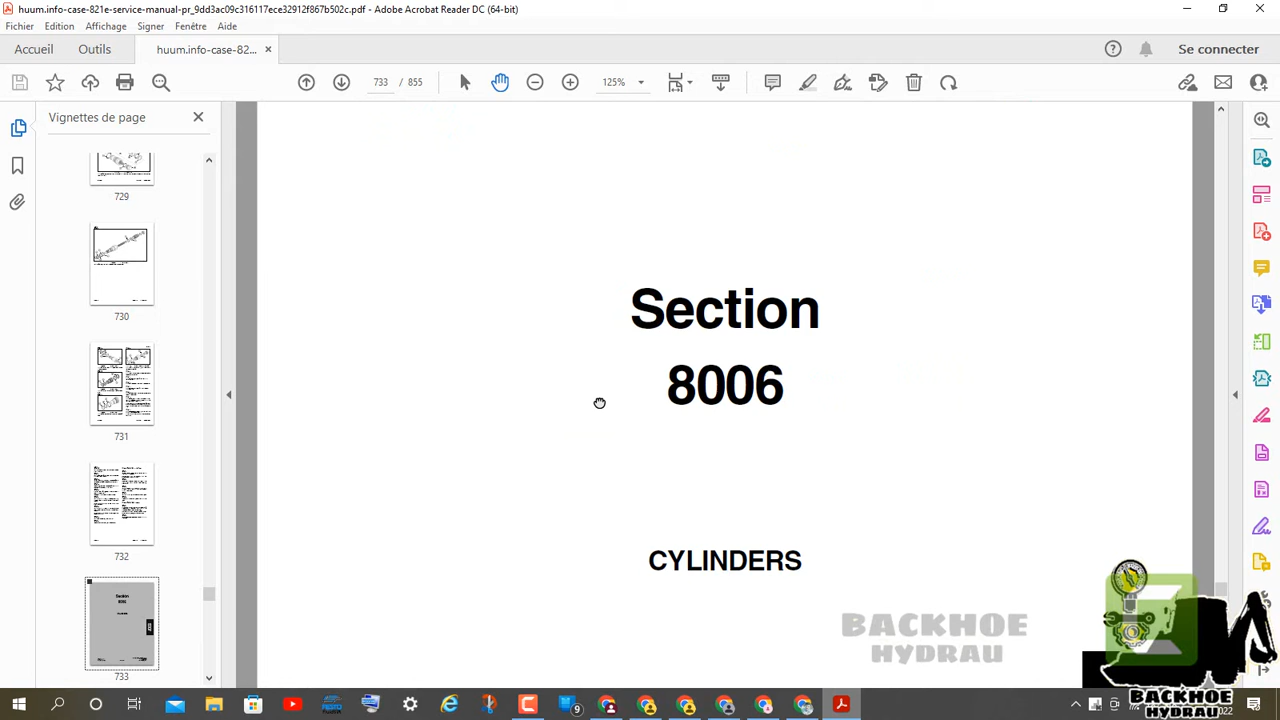 huum.info-case-821e-service-manual-pr_9dd3ac09c316117ece32912f867b502c.pdf - Adobe Acrobat Reader DC (64-bit)
Fichier Edition Affichage Signer Fenêtre Aide
Accueil Outils huum.info-case-82... × Se connecter
733 / 855 125%
Vignettes de page
729
730
731
732
733
Section
8006
CYLINDERS
BACKHOE
HYDRAU
BACKHOE
HYDRAU